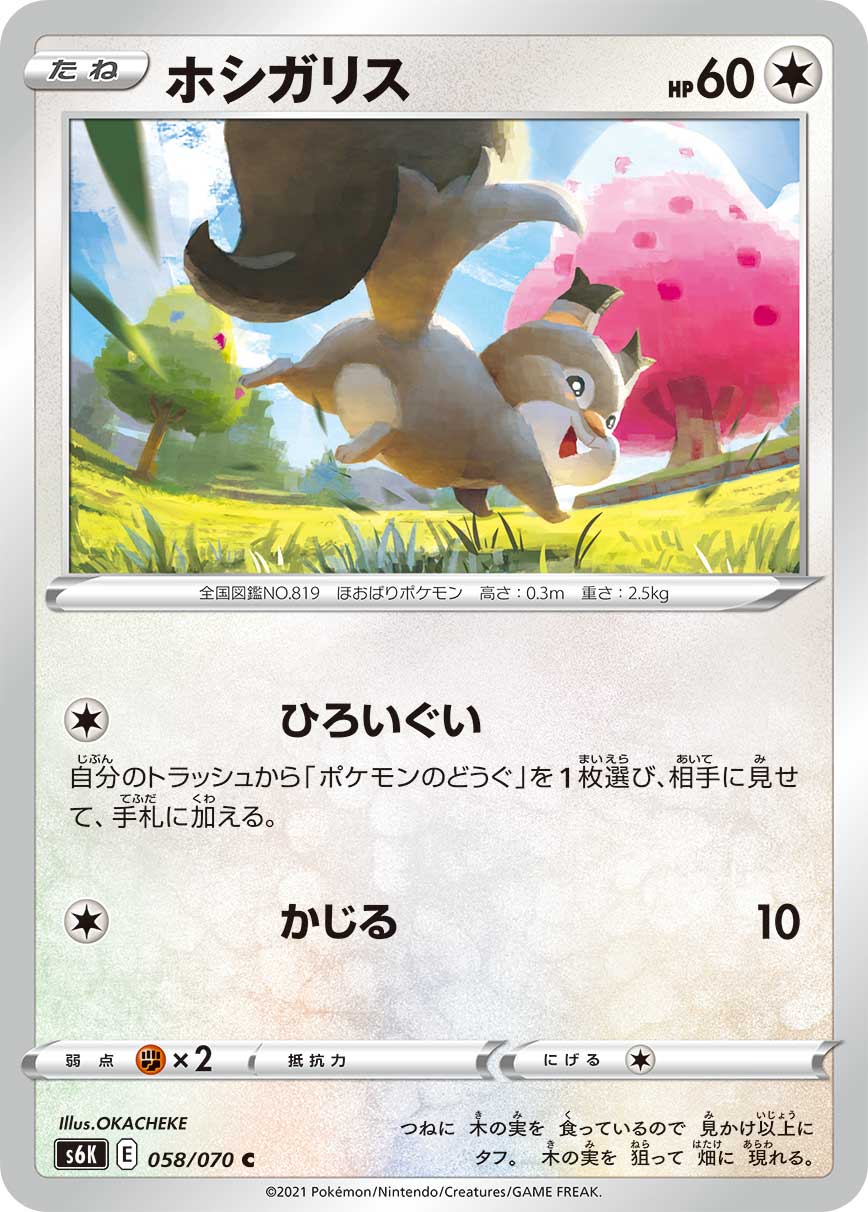 たね ホシガリス HP60
全国図鑑NO.819 ほおばりポケモン 高さ:0.3m 重さ:2.5kg
ひろいぐい
自分のトラッシュから「ポケモンのどうぐ」を1枚選び、相手に見せ
て、手札に加える。
かじる 10
弱点 ×2 抵抗力 にげる
Illus.OKACHEKE
s6K E 058/070 C
つねに 木の実を 食っているので 見かけ以上に
タフ。 木の実を 狙って 畑に 現れる。
©2021 Pokémon/Nintendo/Creatures/GAME FREAK.